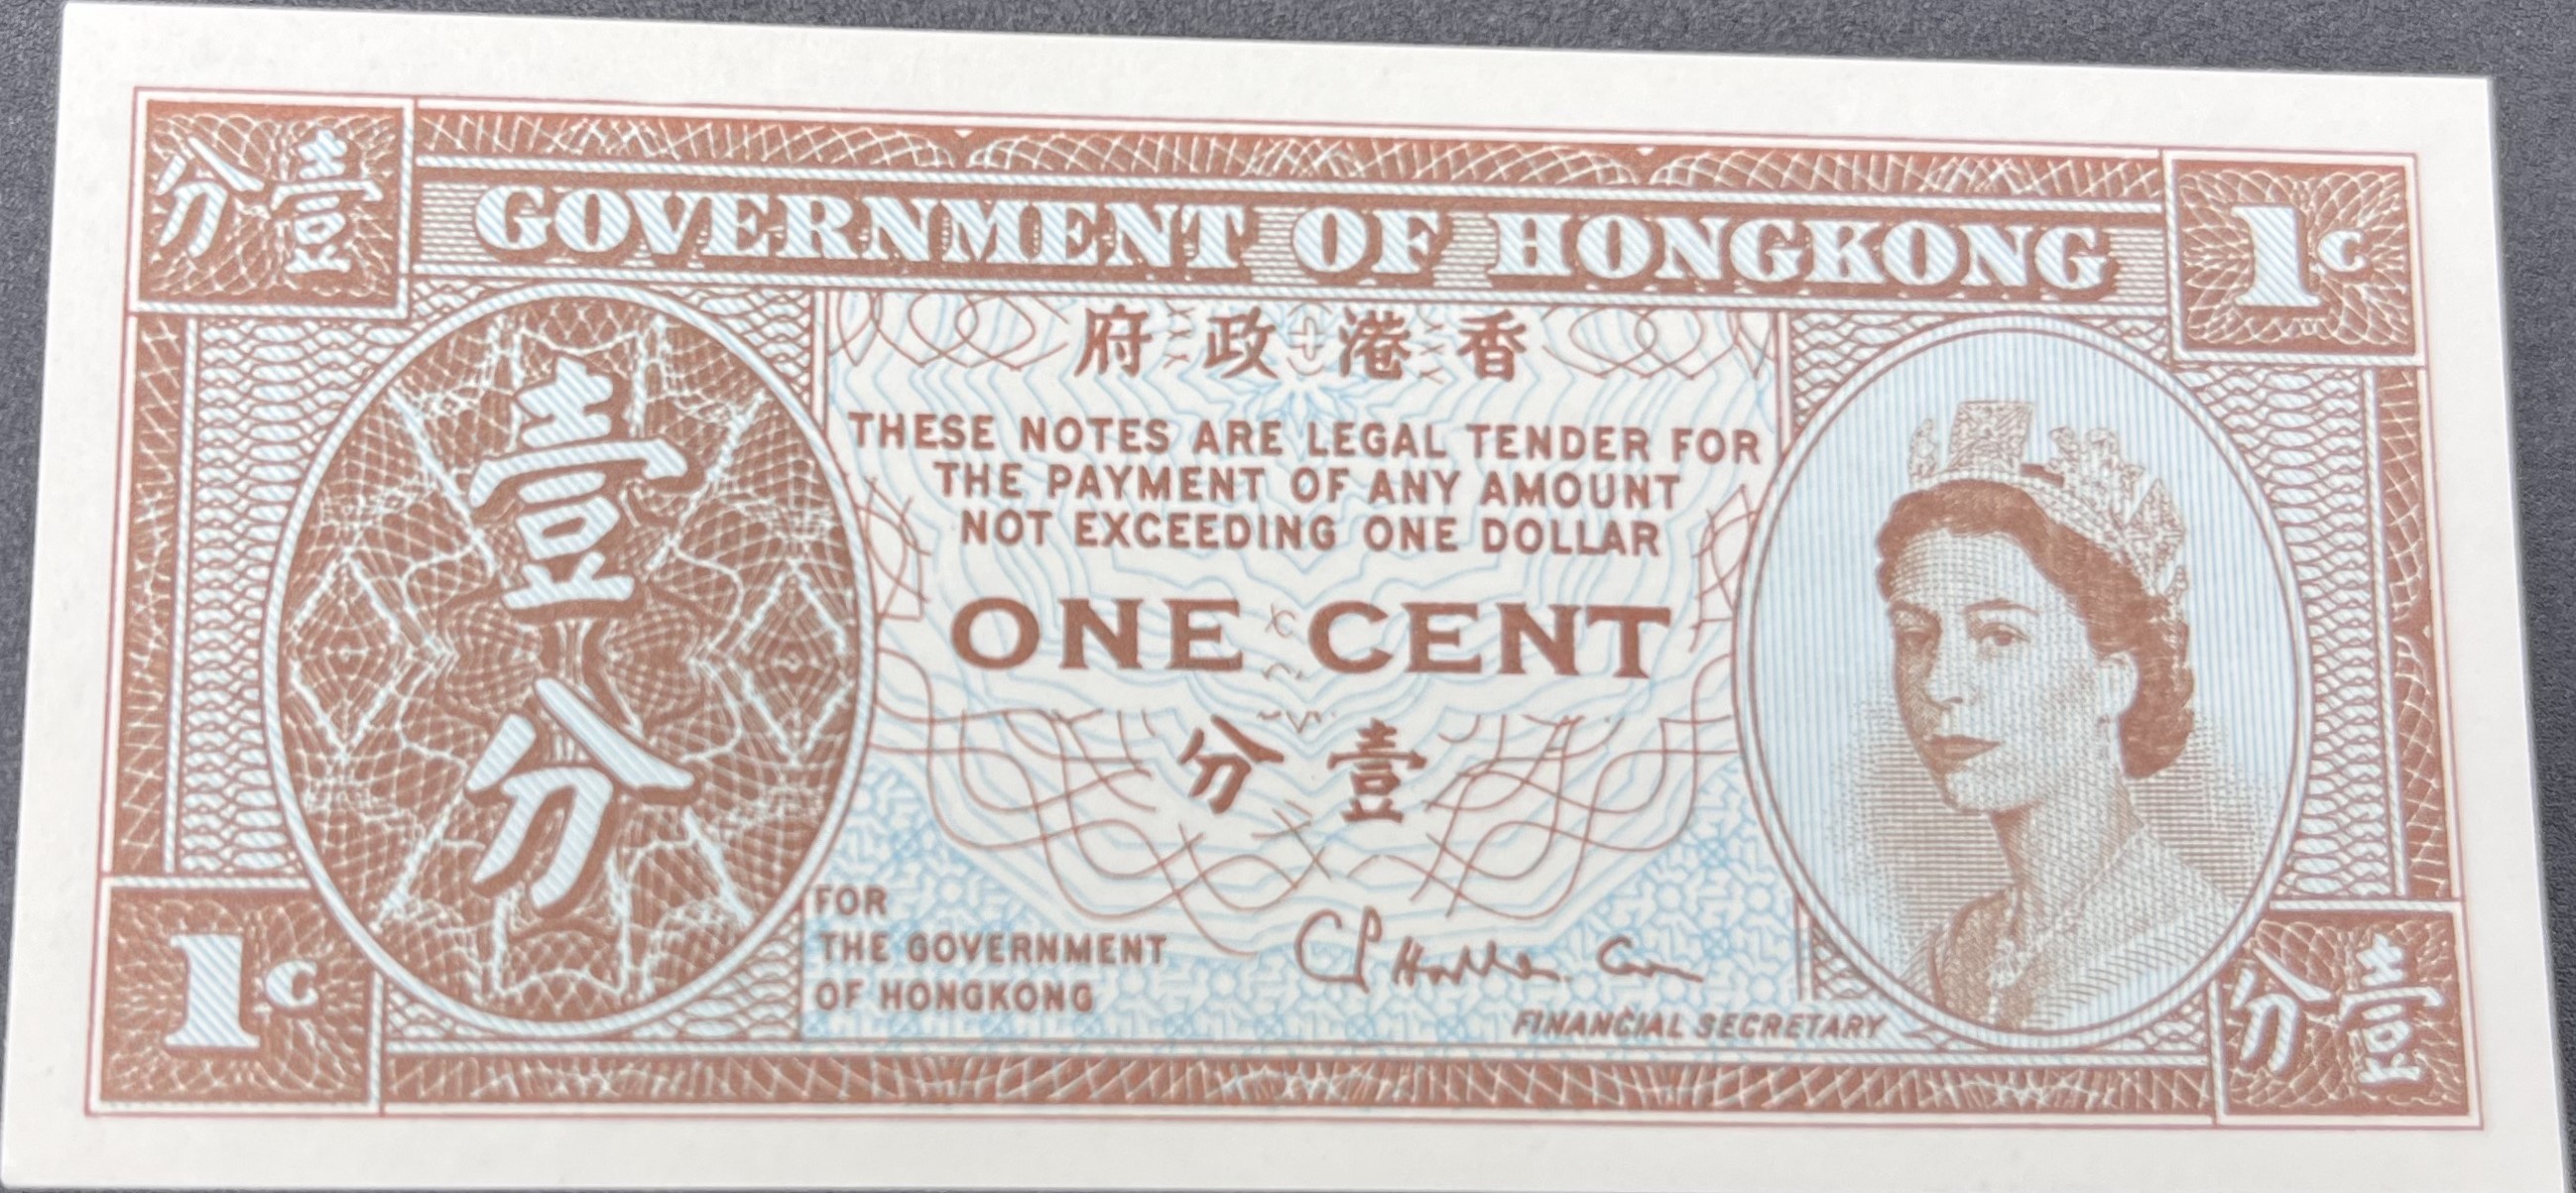 分壹
GOVERNMENT OF HONGKONG
1c
府政港香
THESE NOTES ARE LEGAL TENDER FOR
THE PAYMENT OF ANY AMOUNT
NOT EXCEEDING ONE DOLLAR
壹
分
ONE CENT
分壹
FOR
THE GOVERNMENT
OF HONGKONG
FINANCIAL SECRETARY
1c
分壹